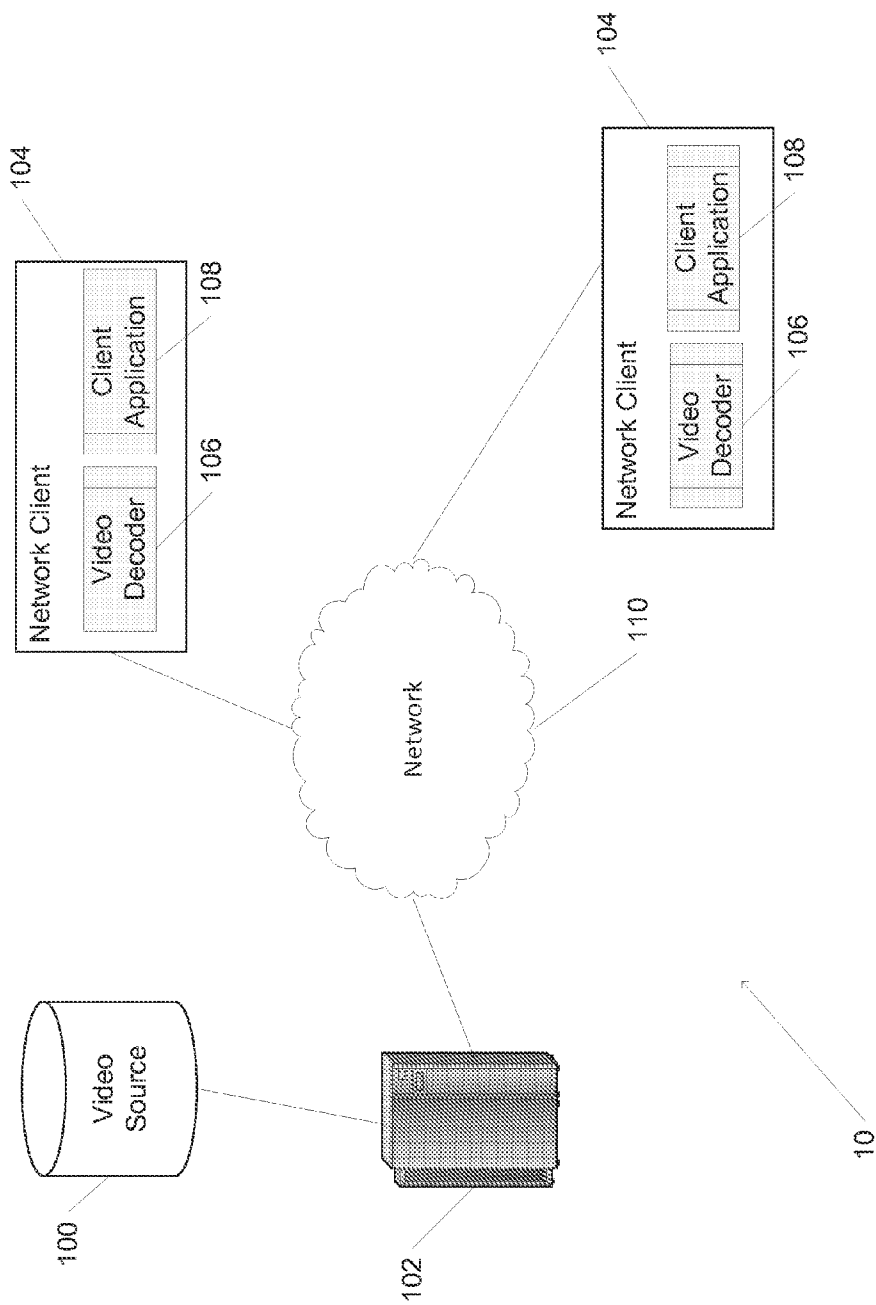 100
Video
Source
102
10
Network
110
104
Network Client
Video
Decoder
Client
Application
106
108
104
Network Client
Video
Decoder
Client
Application
106
108